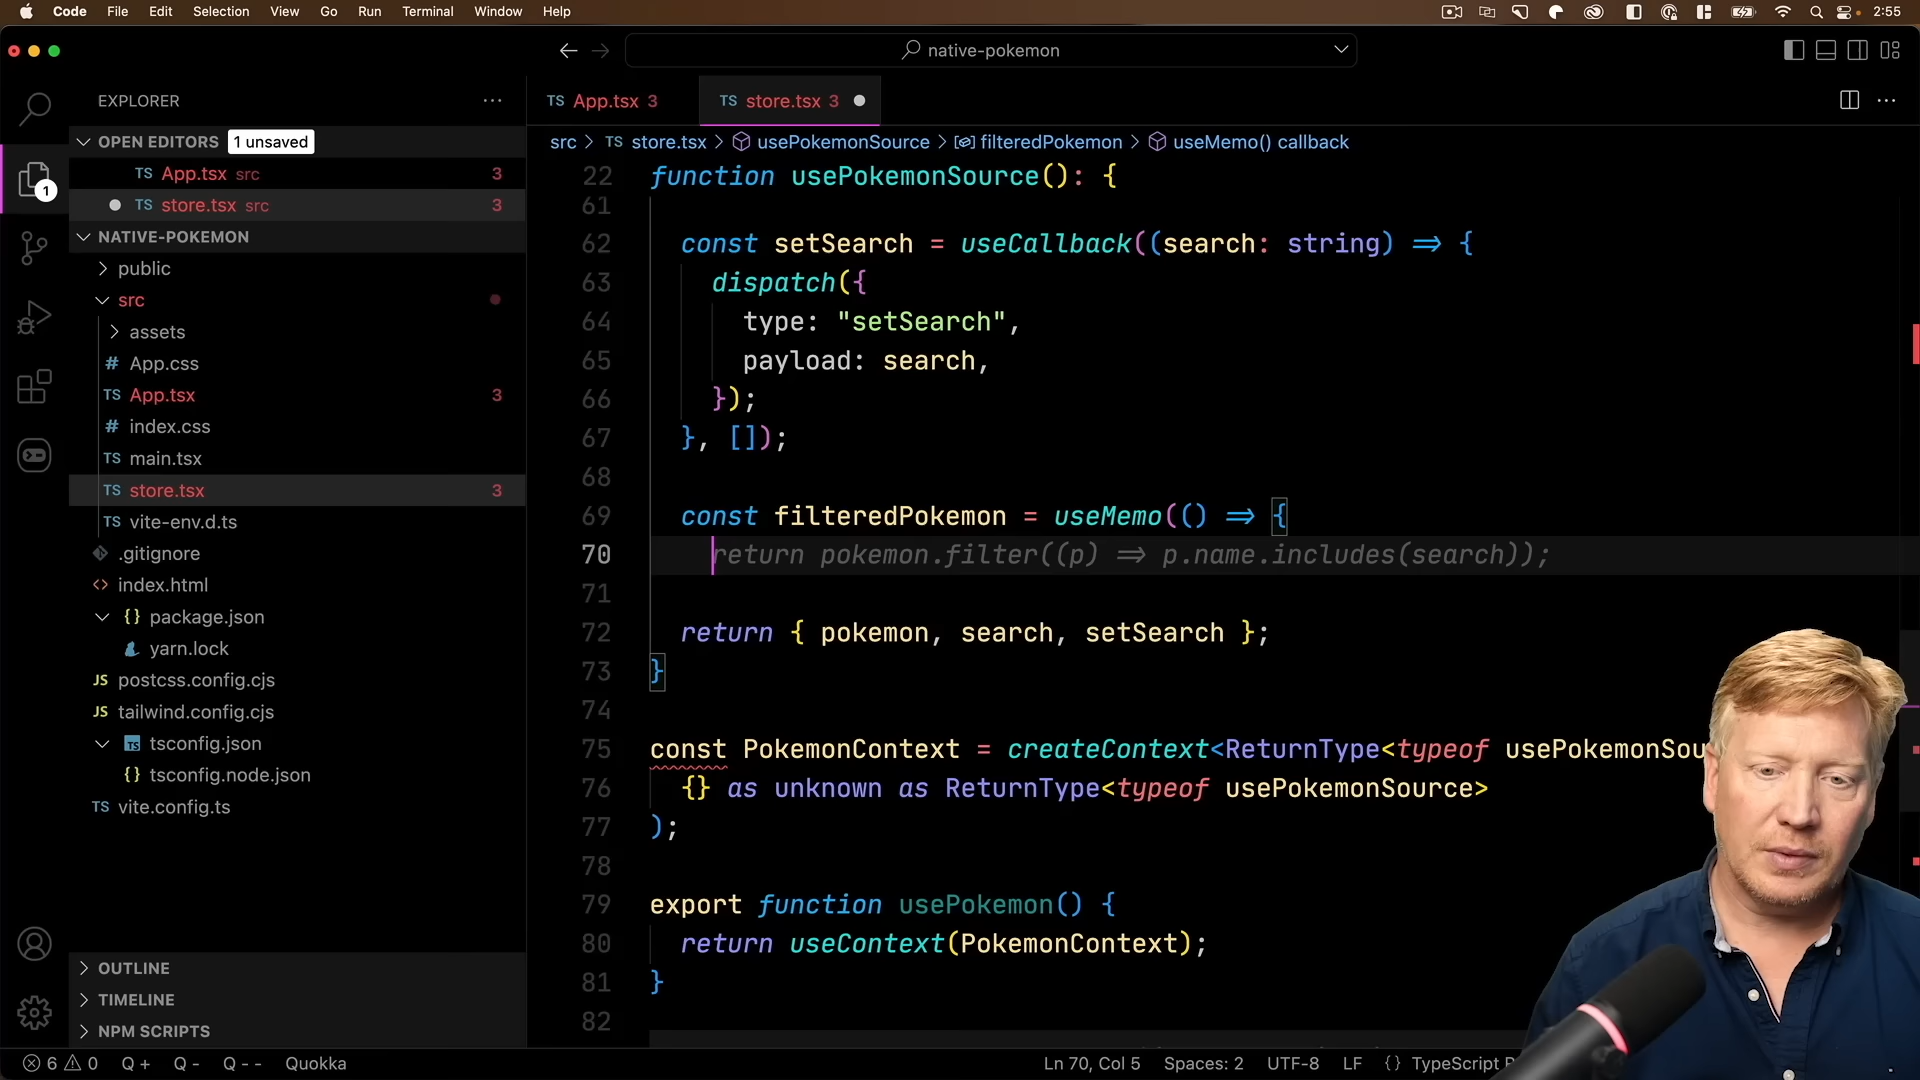 Code File Edit Selection View Go Run Terminal Window Help 2:55
native-pokemon
EXPLORER
OPEN EDITORS 1 unsaved
TS App.tsx src 3
TS store.tsx src 3
NATIVE-POKEMON
public
src
assets
# App.css
TS App.tsx 3
# index.css
TS main.tsx
TS store.tsx 3
TS vite-env.d.ts
.gitignore
<> index.html
{} package.json
yarn.lock
JS postcss.config.cjs
JS tailwind.config.cjs
TS tsconfig.json
{} tsconfig.node.json
TS vite.config.ts
OUTLINE
TIMELINE
NPM SCRIPTS
1
TS App.tsx 3 TS store.tsx 3
src > TS store.tsx > usePokemonSource > filteredPokemon > useMemo() callback
22 function usePokemonSource(): {
61
62 const setSearch = useCallback((search: string) => {
63 dispatch({
64 type: "setSearch",
65 payload: search,
66 });
67 }, []);
68
69 const filteredPokemon = useMemo(() => {
70 return pokemon.filter((p) => p.name.includes(search));
71
72 return { pokemon, search, setSearch };
73 }
74
75 const PokemonContext = createContext<ReturnType<typeof usePokemonSou
76 {} as unknown as ReturnType<typeof usePokemonSource>
77 );
78
79 export function usePokemon() {
80 return useContext(PokemonContext);
81 }
82
6 0 Q + Q - Q - - Quokka Ln 70, Col 5 Spaces: 2 UTF-8 LF {} TypeScript